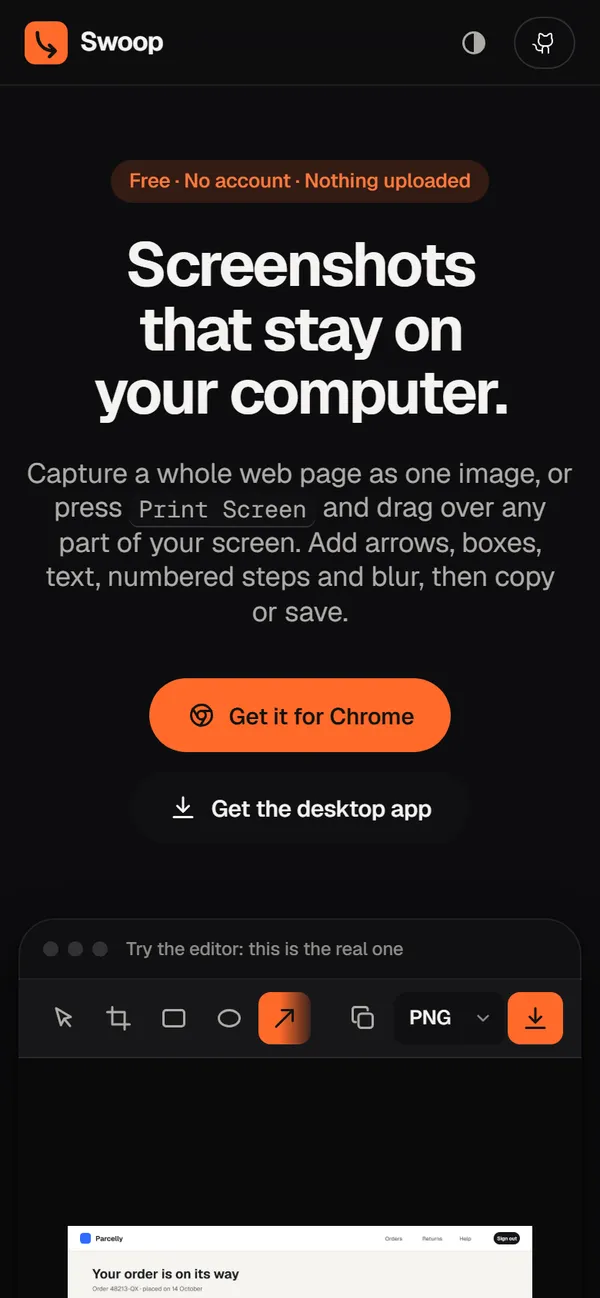 Swoop
Free · No account · Nothing uploaded
Screenshots
that stay on
your computer.
Capture a whole web page as one image, or
press Print Screen and drag over any
part of your screen. Add arrows, boxes,
text, numbered steps and blur, then copy
or save.
Get it for Chrome
Get the desktop app
Try the editor: this is the real one
PNG
Parcelly
Orders
Returns
Help
Sign out
Your order is on its way
Order 48213-QX · placed on 14 October